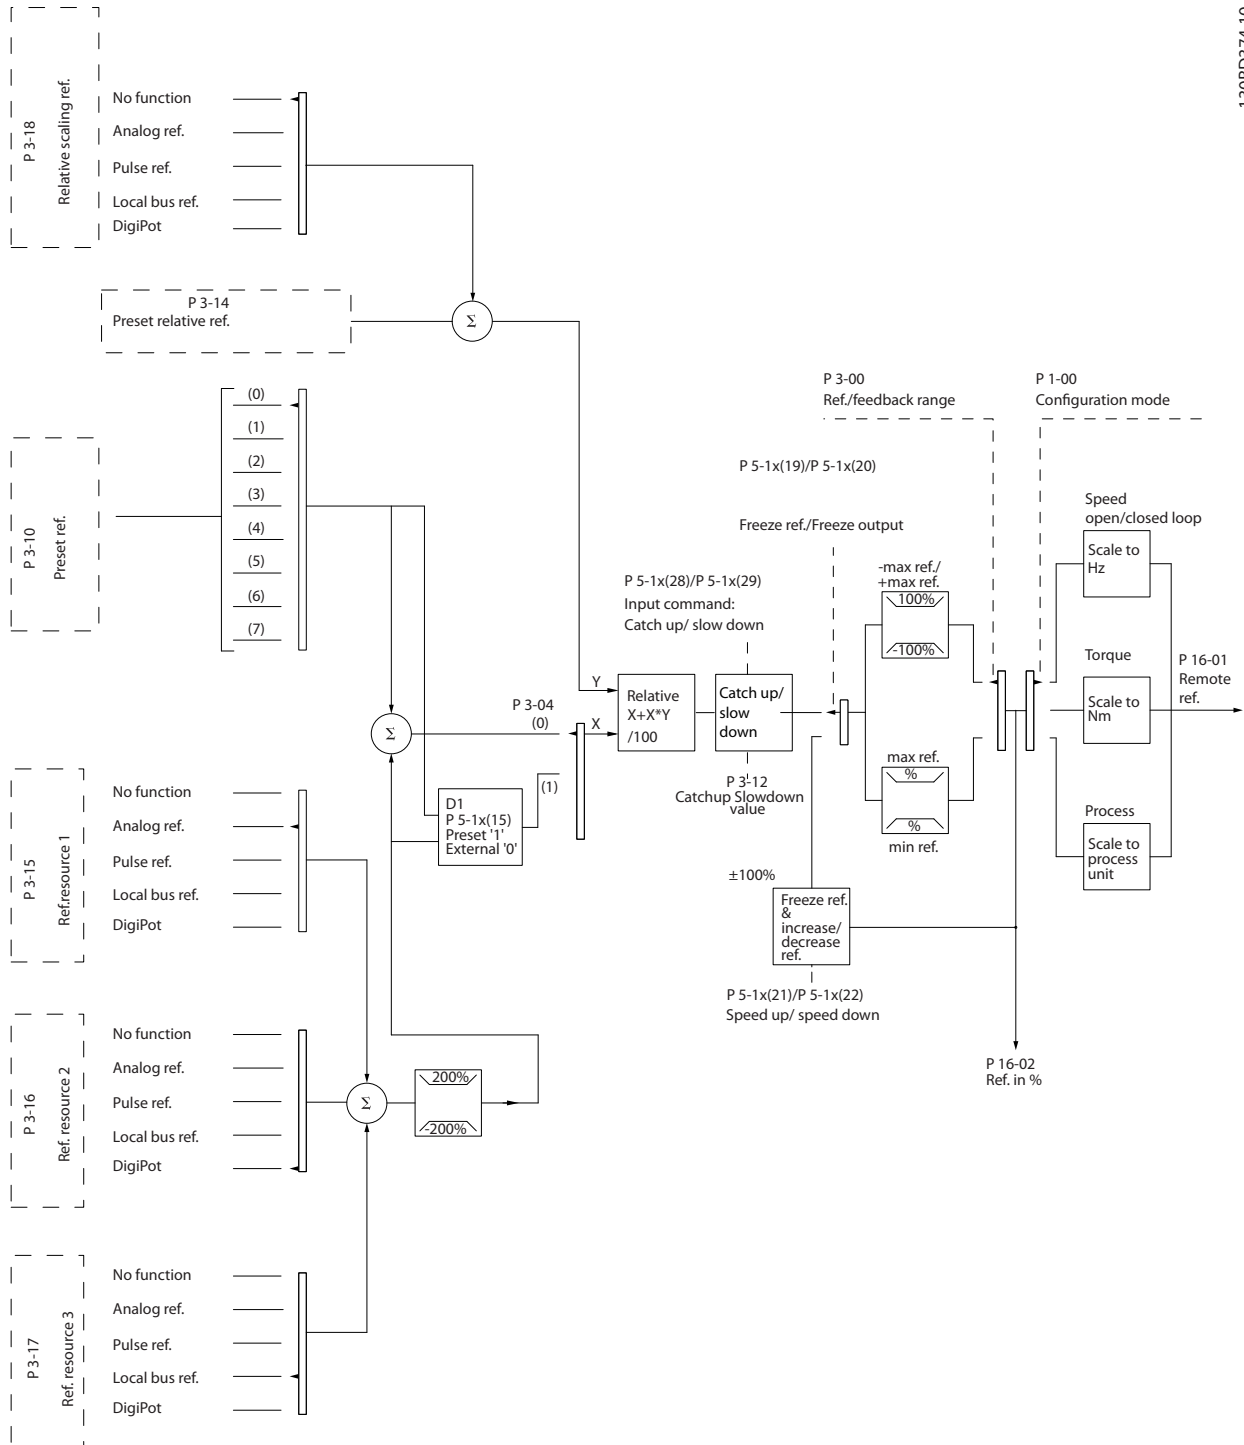 130BD374.10
P 3-18
Relative scaling ref.
No function
Analog ref.
Pulse ref.
Local bus ref.
DigiPot
P 3-14
Preset relative ref.
Σ
P 3-10
Preset ref.
(0)
(1)
(2)
(3)
(4)
(5)
(6)
(7)
P 3-00
Ref./feedback range
P 1-00
Configuration mode
P 5-1x(19)/P 5-1x(20)
Freeze ref./Freeze output
Speed
open/closed loop
Scale to
Hz
-max ref./
+max ref.
100%
-100%
P 5-1x(28)/P 5-1x(29)
Input command:
Catch up/ slow down
Y
X
Relative
X+X*Y
/100
Catch up/
slow
down
P 3-04
(0)
(1)
Σ
Torque
Scale to
Nm
P 16-01
Remote
ref.
P 3-12
Catchup Slowdown
value
max ref.
%
%
min ref.
Process
Scale to
process
unit
D1
P 5-1x(15)
Preset '1'
External '0'
P 3-15
Ref.resource 1
No function
Analog ref.
Pulse ref.
Local bus ref.
DigiPot
±100%
Freeze ref.
&
increase/
decrease
ref.
P 5-1x(21)/P 5-1x(22)
Speed up/ speed down
P 16-02
Ref. in %
P 3-16
Ref. resource 2
No function
Analog ref.
Pulse ref.
Local bus ref.
DigiPot
Σ
200%
-200%
P 3-17
Ref. resource 3
No function
Analog ref.
Pulse ref.
Local bus ref.
DigiPot